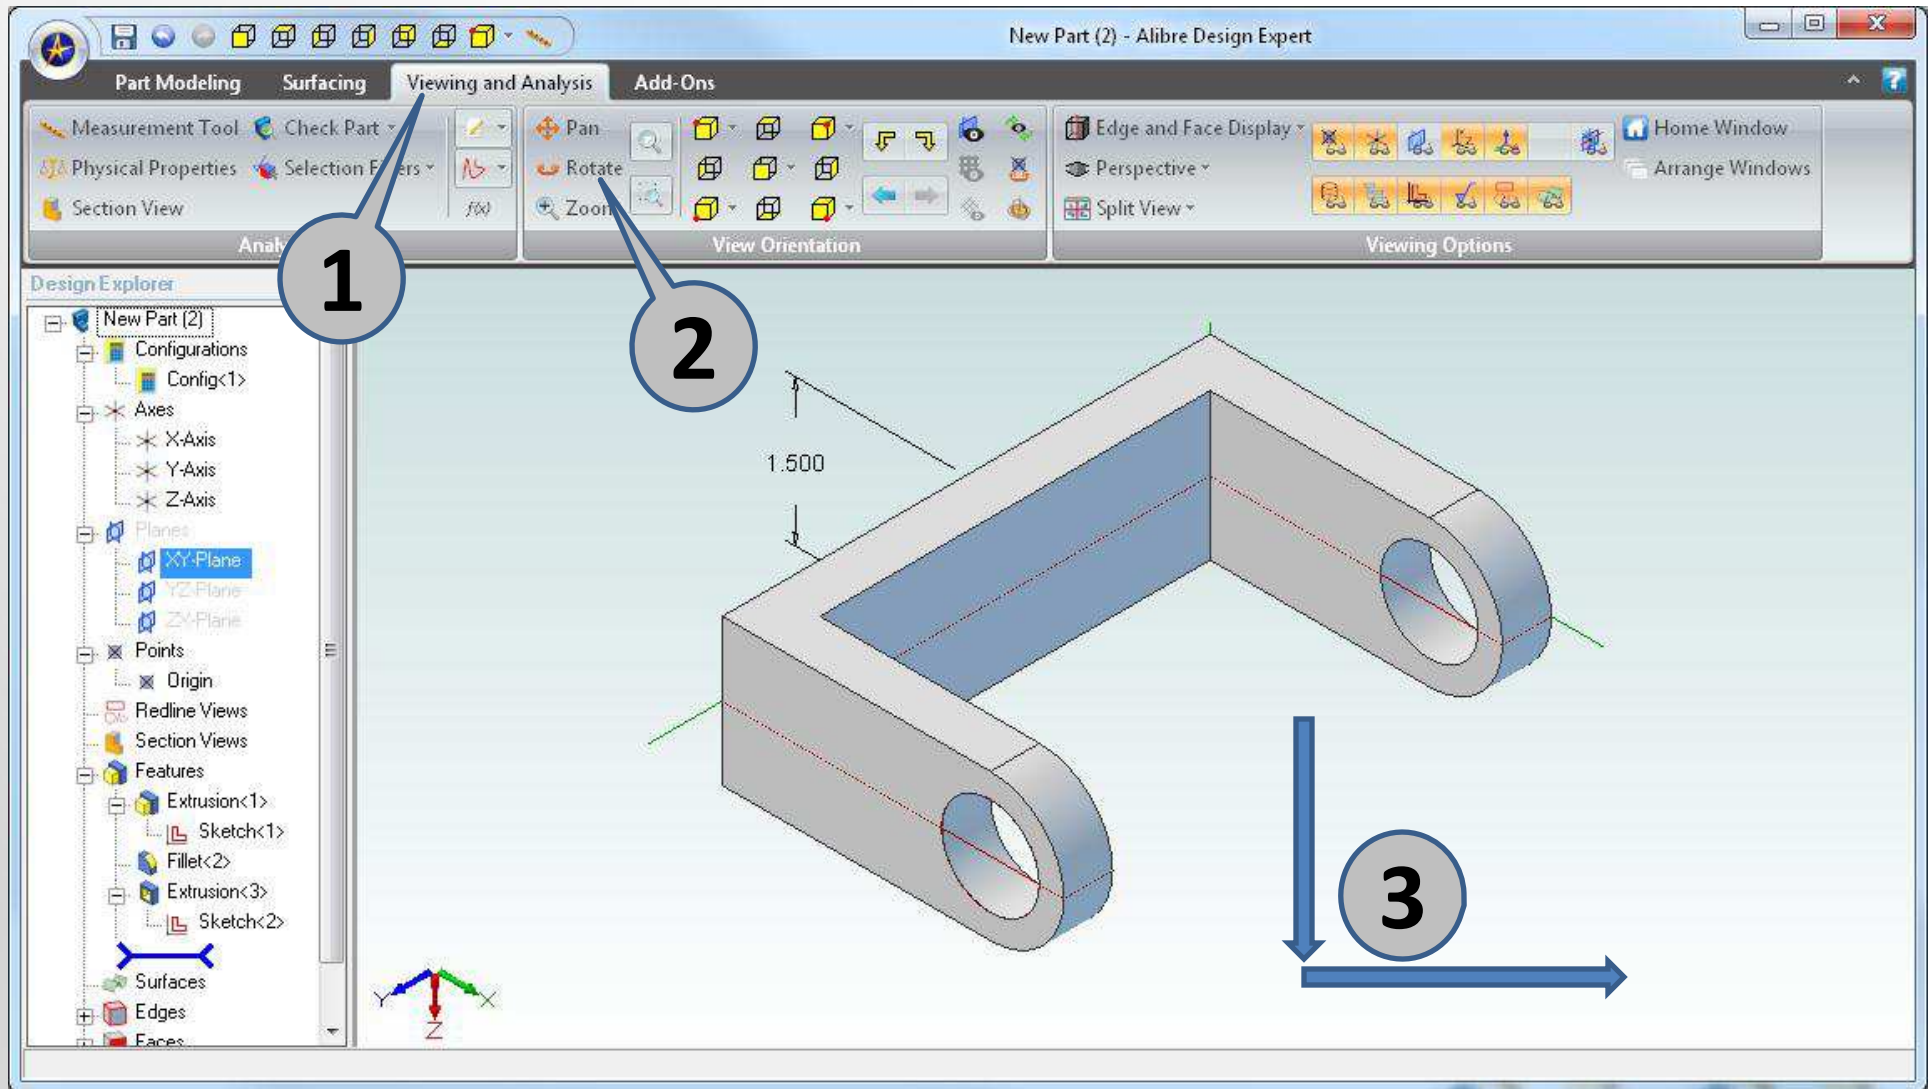 New Part (2) - Alibre Design Expert
Part Modeling Surfacing Viewing and Analysis Add-Ons
Measurement Tool Check Part Pan Edge and Face Display Home Window
Physical Properties Selection Rotate Perspective Arrange Windows
Section View f(x) Split View
View Orientation Viewing Options
1
2
3
Design Explorer
New Part (2)
Configurations
Config<1>
Axes
X-Axis
Y-Axis
Z-Axis
Planes
XY-Plane
YZ-Plane
ZX-Plane
Points
Origin
Redline Views
Section Views
Features
Extrusion<1>
Sketch<1>
Fillet<2>
Extrusion<3>
Sketch<2>
Surfaces
Edges
Faces
1.500
Y X
Z